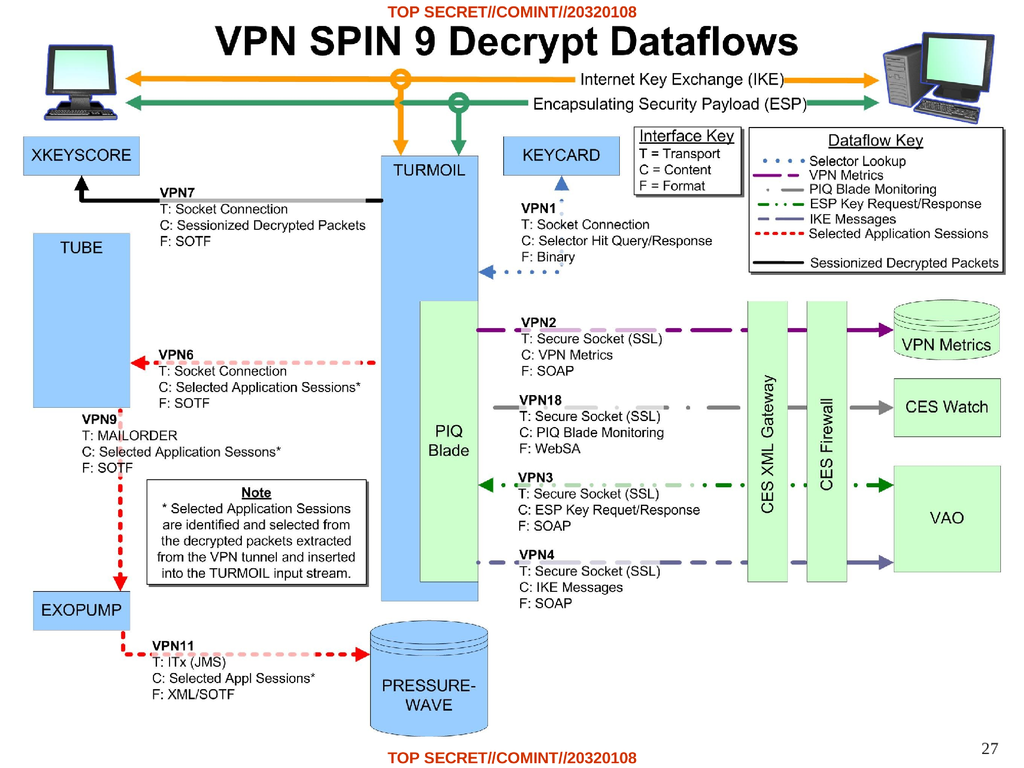 TOP SECRET//COMINT//20320108
VPN SPIN 9 Decrypt Dataflows
Internet Key Exchange (IKE)
Encapsulating Security Payload (ESP)
XKEYSCORE
TURMOIL
KEYCARD
Interface Key
T = Transport
C = Content
F = Format
Dataflow Key
Selector Lookup
VPN Metrics
PIQ Blade Monitoring
ESP Key Request/Response
IKE Messages
Selected Application Sessions
Sessionized Decrypted Packets
VPN7
T: Socket Connection
C: Sessionized Decrypted Packets
F: SOTF
VPN1
T: Socket Connection
C: Selector Hit Query/Response
F: Binary
TUBE
VPN6
T: Socket Connection
C: Selected Application Sessions*
F: SOTF
VPN9
T: MAILORDER
C: Selected Application Sessons*
F: SOTF
PIQ
Blade
VPN2
T: Secure Socket (SSL)
C: VPN Metrics
F: SOAP
VPN18
T: Secure Socket (SSL)
C: PIQ Blade Monitoring
F: WebSA
VPN3
T: Secure Socket (SSL)
C: ESP Key Requet/Response
F: SOAP
VPN4
T: Secure Socket (SSL)
C: IKE Messages
F: SOAP
CES XML Gateway
CES Firewall
VPN Metrics
CES Watch
VAO
Note
* Selected Application Sessions
are identified and selected from
the decrypted packets extracted
from the VPN tunnel and inserted
into the TURMOIL input stream.
EXOPUMP
VPN11
T: ITx (JMS)
C: Selected Appl Sessions*
F: XML/SOTF
PRESSURE-
WAVE
TOP SECRET//COMINT//20320108
27